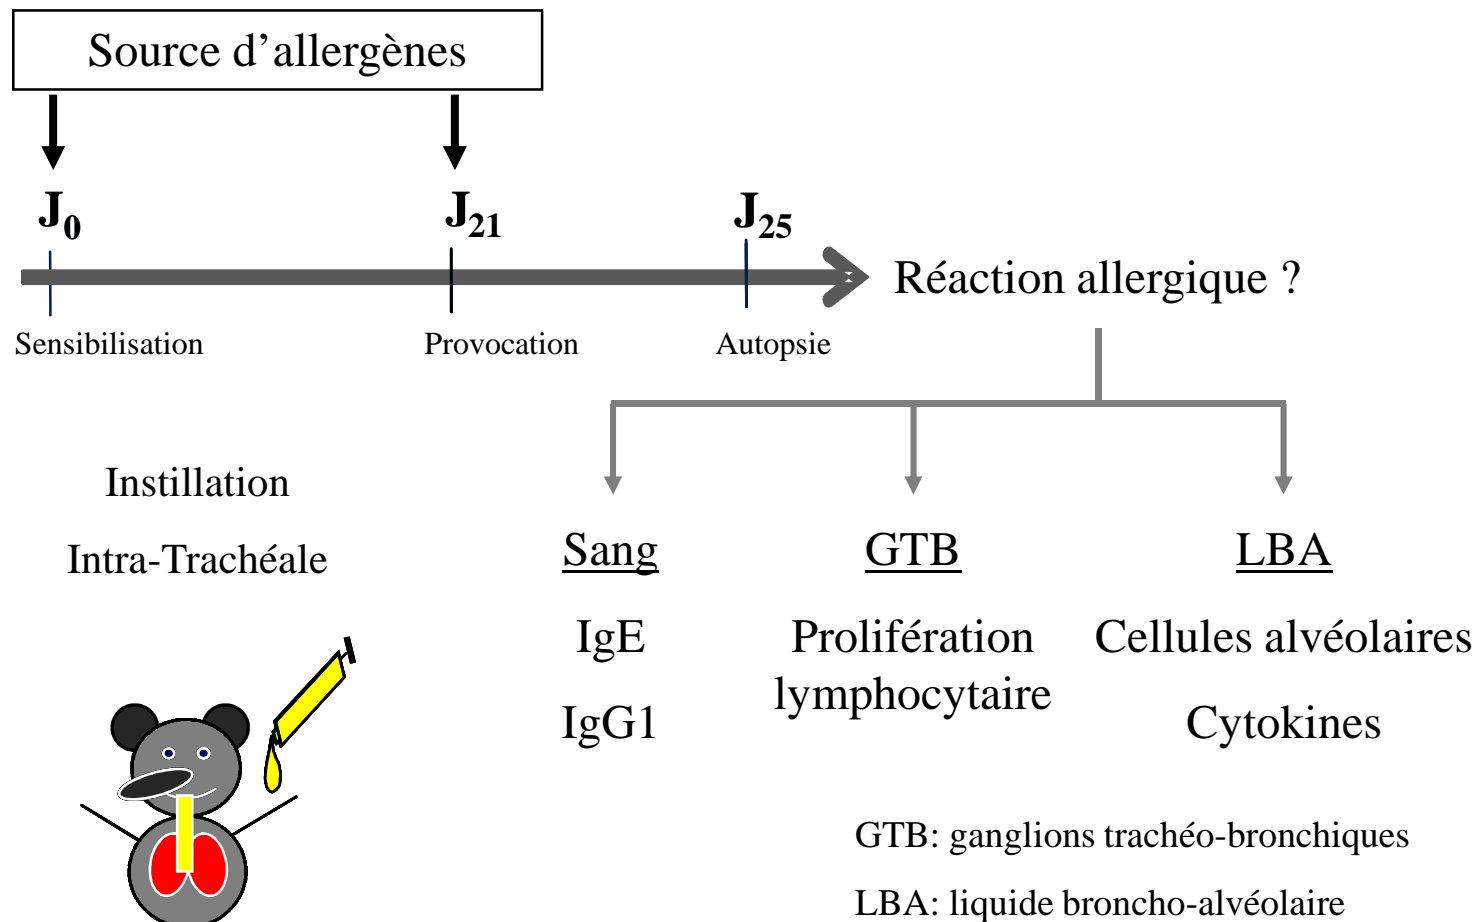 Source d’allergènes
J0
J21
J25
Réaction allergique ?
Sensibilisation
Provocation
Autopsie
Instillation
Intra-Trachéale
Sang
IgE
IgG1
GTB
Prolifération
lymphocytaire
LBA
Cellules alvéolaires
Cytokines
GTB: ganglions trachéo-bronchiques
LBA: liquide broncho-alvéolaire